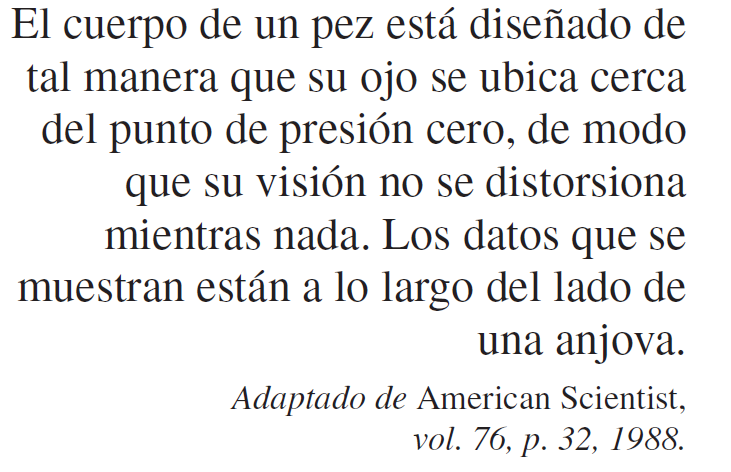 El cuerpo de un pez está diseñado de
tal manera que su ojo se ubica cerca
del punto de presión cero, de modo
que su visión no se distorsiona
mientras nada. Los datos que se
muestran están a lo largo del lado de
una anjova.
Adaptado de American Scientist,
vol. 76, p. 32, 1988.